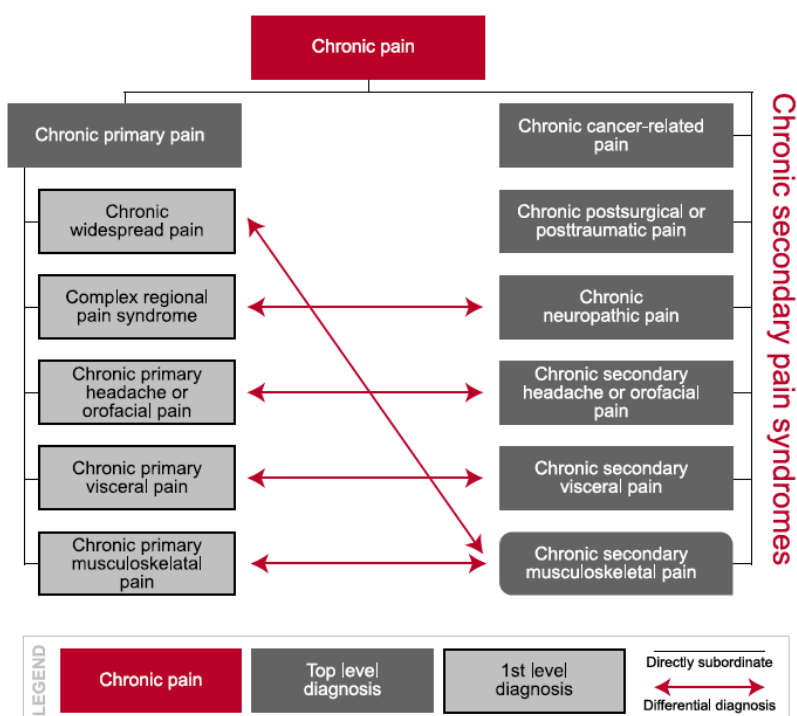 Chronic pain
Chronic primary pain
Chronic
widespread pain
Complex regional
pain syndrome
Chronic primary
headache or
orofacial pain
Chronic primary
visceral pain
Chronic primary
musculoskelatal
pain
Chronic cancer-related
pain
Chronic postsurgical or
posttraumatic pain
Chronic
neuropathic pain
Chronic secondary
headache or orofacial
pain
Chronic secondary
visceral pain
Chronic secondary
musculoskeletal pain
Chronic secondary pain syndromes
LEGEND
Chronic pain
Top level
diagnosis
1st level
diagnosis
Directly subordinate
Differential diagnosis